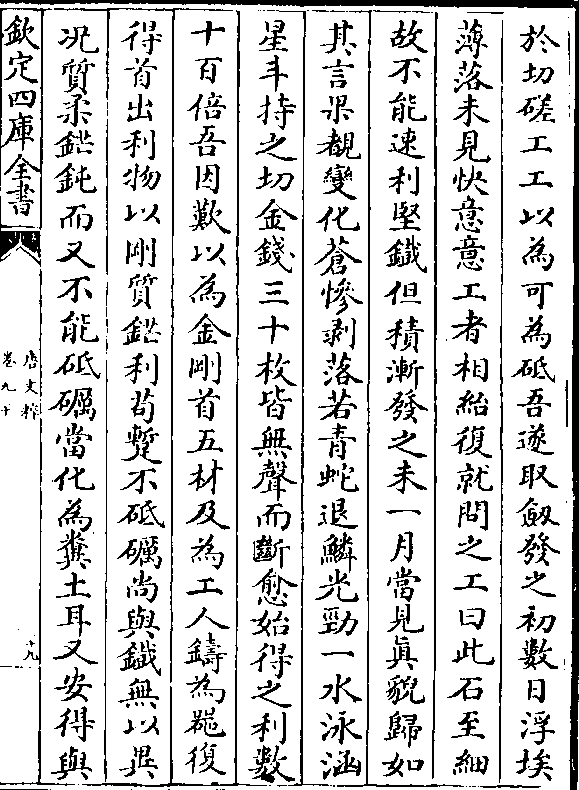 於切磋工工以為可為砥吾遂取劔發之初數日浮埃
薄落未見快意意工者相紿復就問之工曰此石至細
故不能速利堅鐵但積漸發之未一月當見真貌歸如
其言果覩變化蒼慘剥落若青蛇退鱗光勁一水泳涵
星斗持之切金錢三十枚皆無聲而斷愈始得之利數
十百倍吾因歎以為金剛首五材及為工人鑄為器復
得首出利物以剛質鋩利苟蹔不砥礪尚與鐵無以異
况質柔鋩鈍而又不能砥礪當化為糞土耳又安得與
欽定四庫全書
唐文粹
卷九十
十九